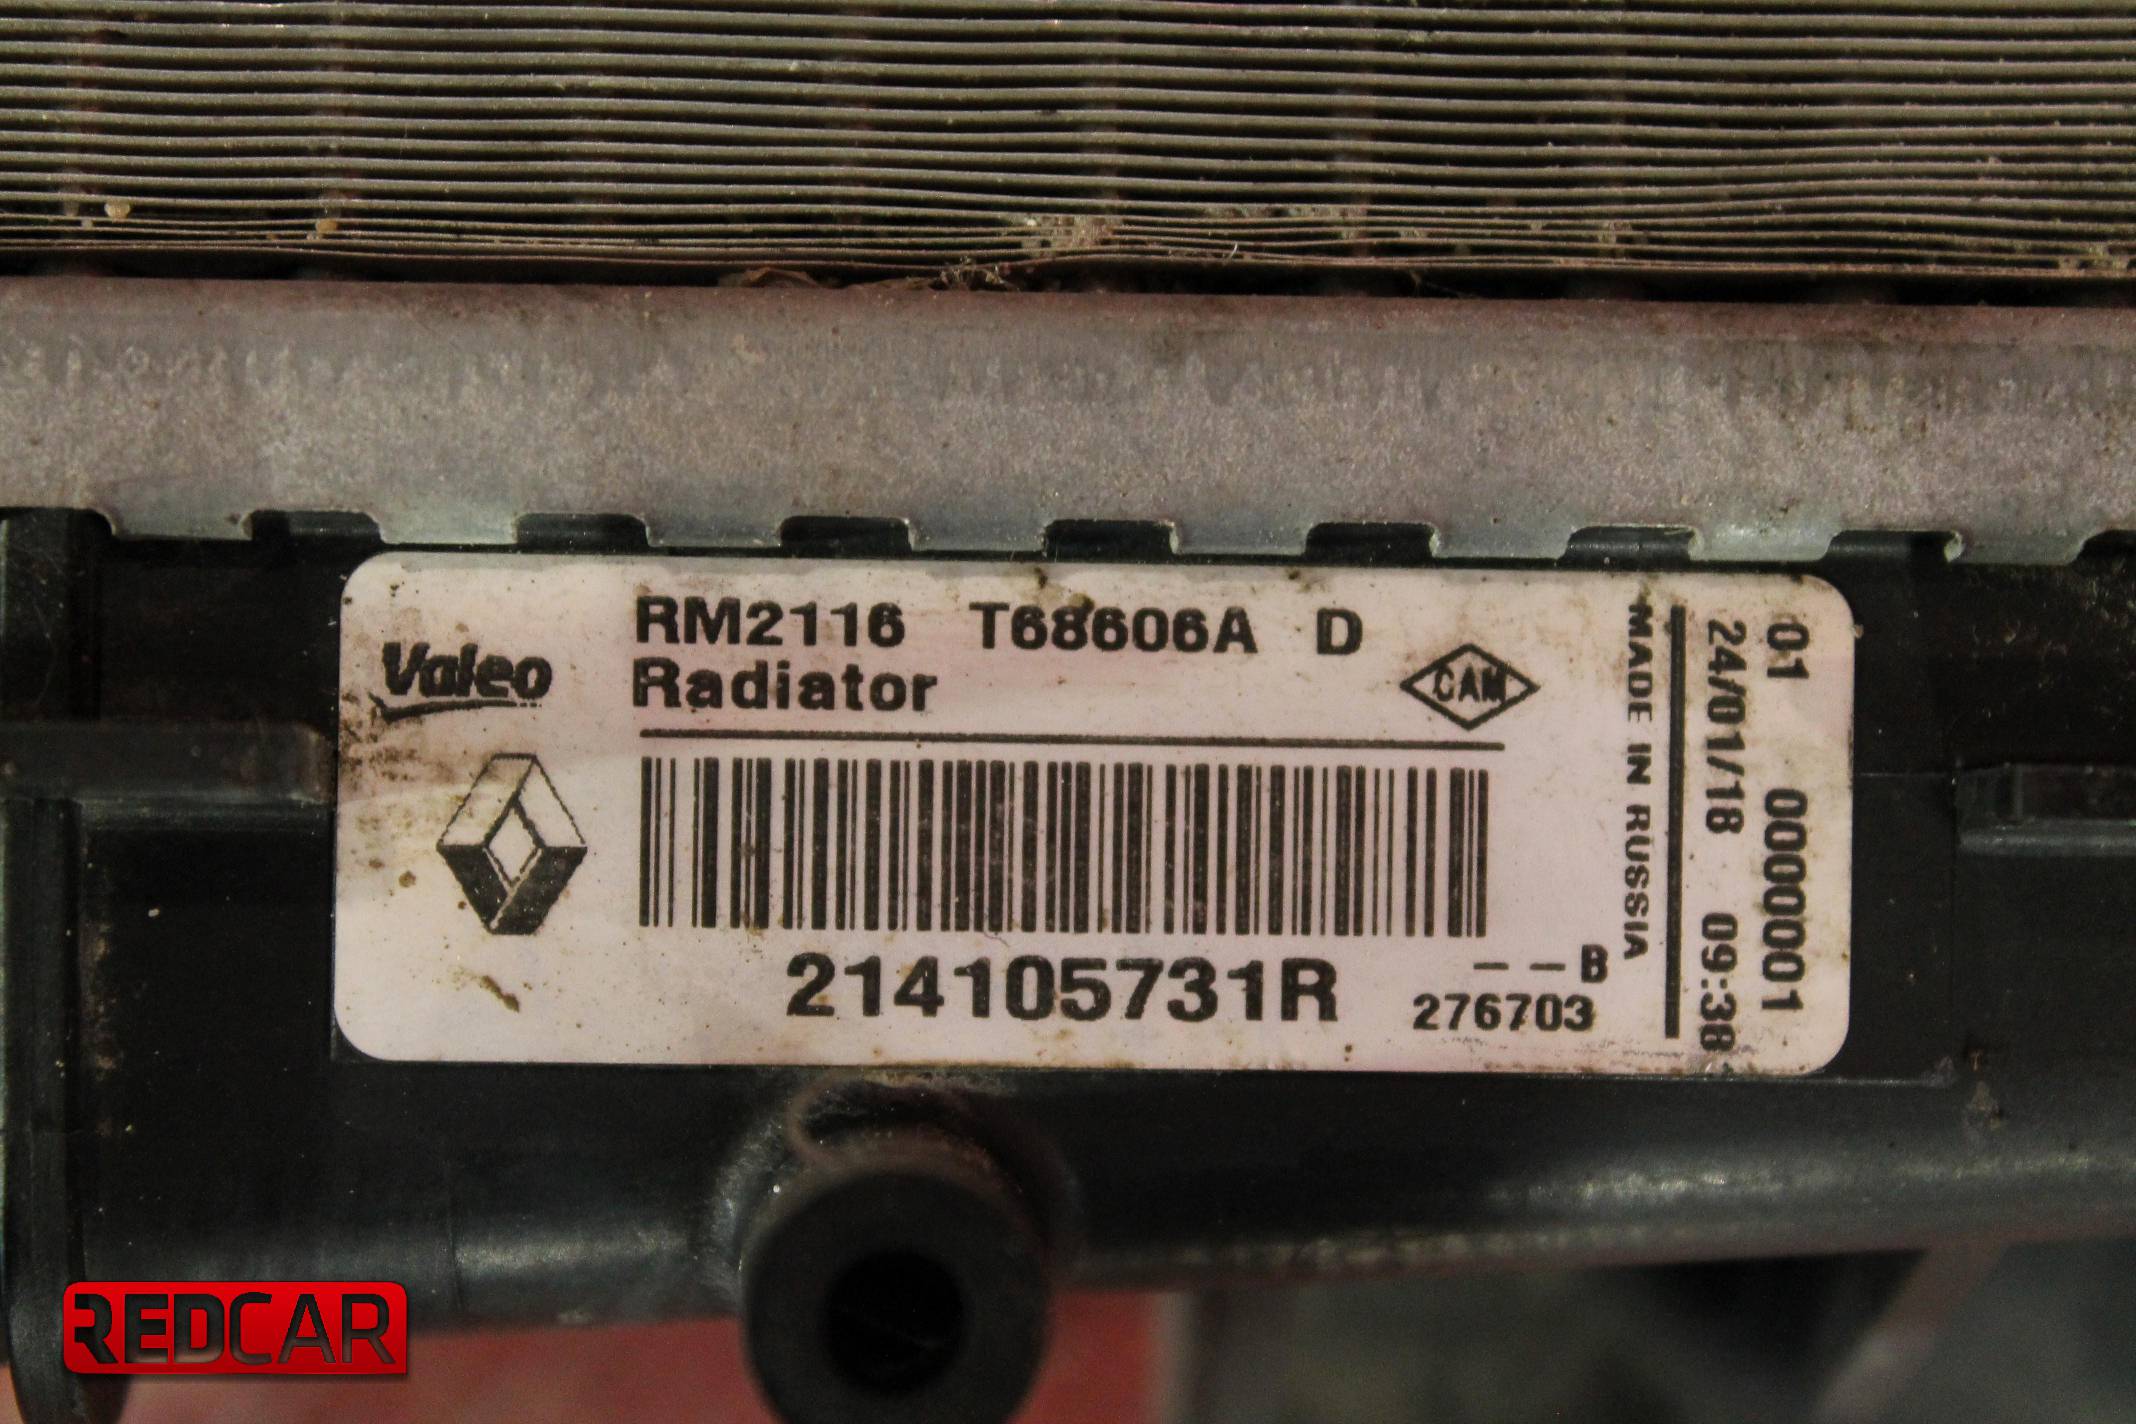 Valeo
RM2116 T68606A D
Radiator
CAM
214105731R
--B
276703
MADE IN RUSSIA
24/01/18 09:38
01 0000001
REDCAR